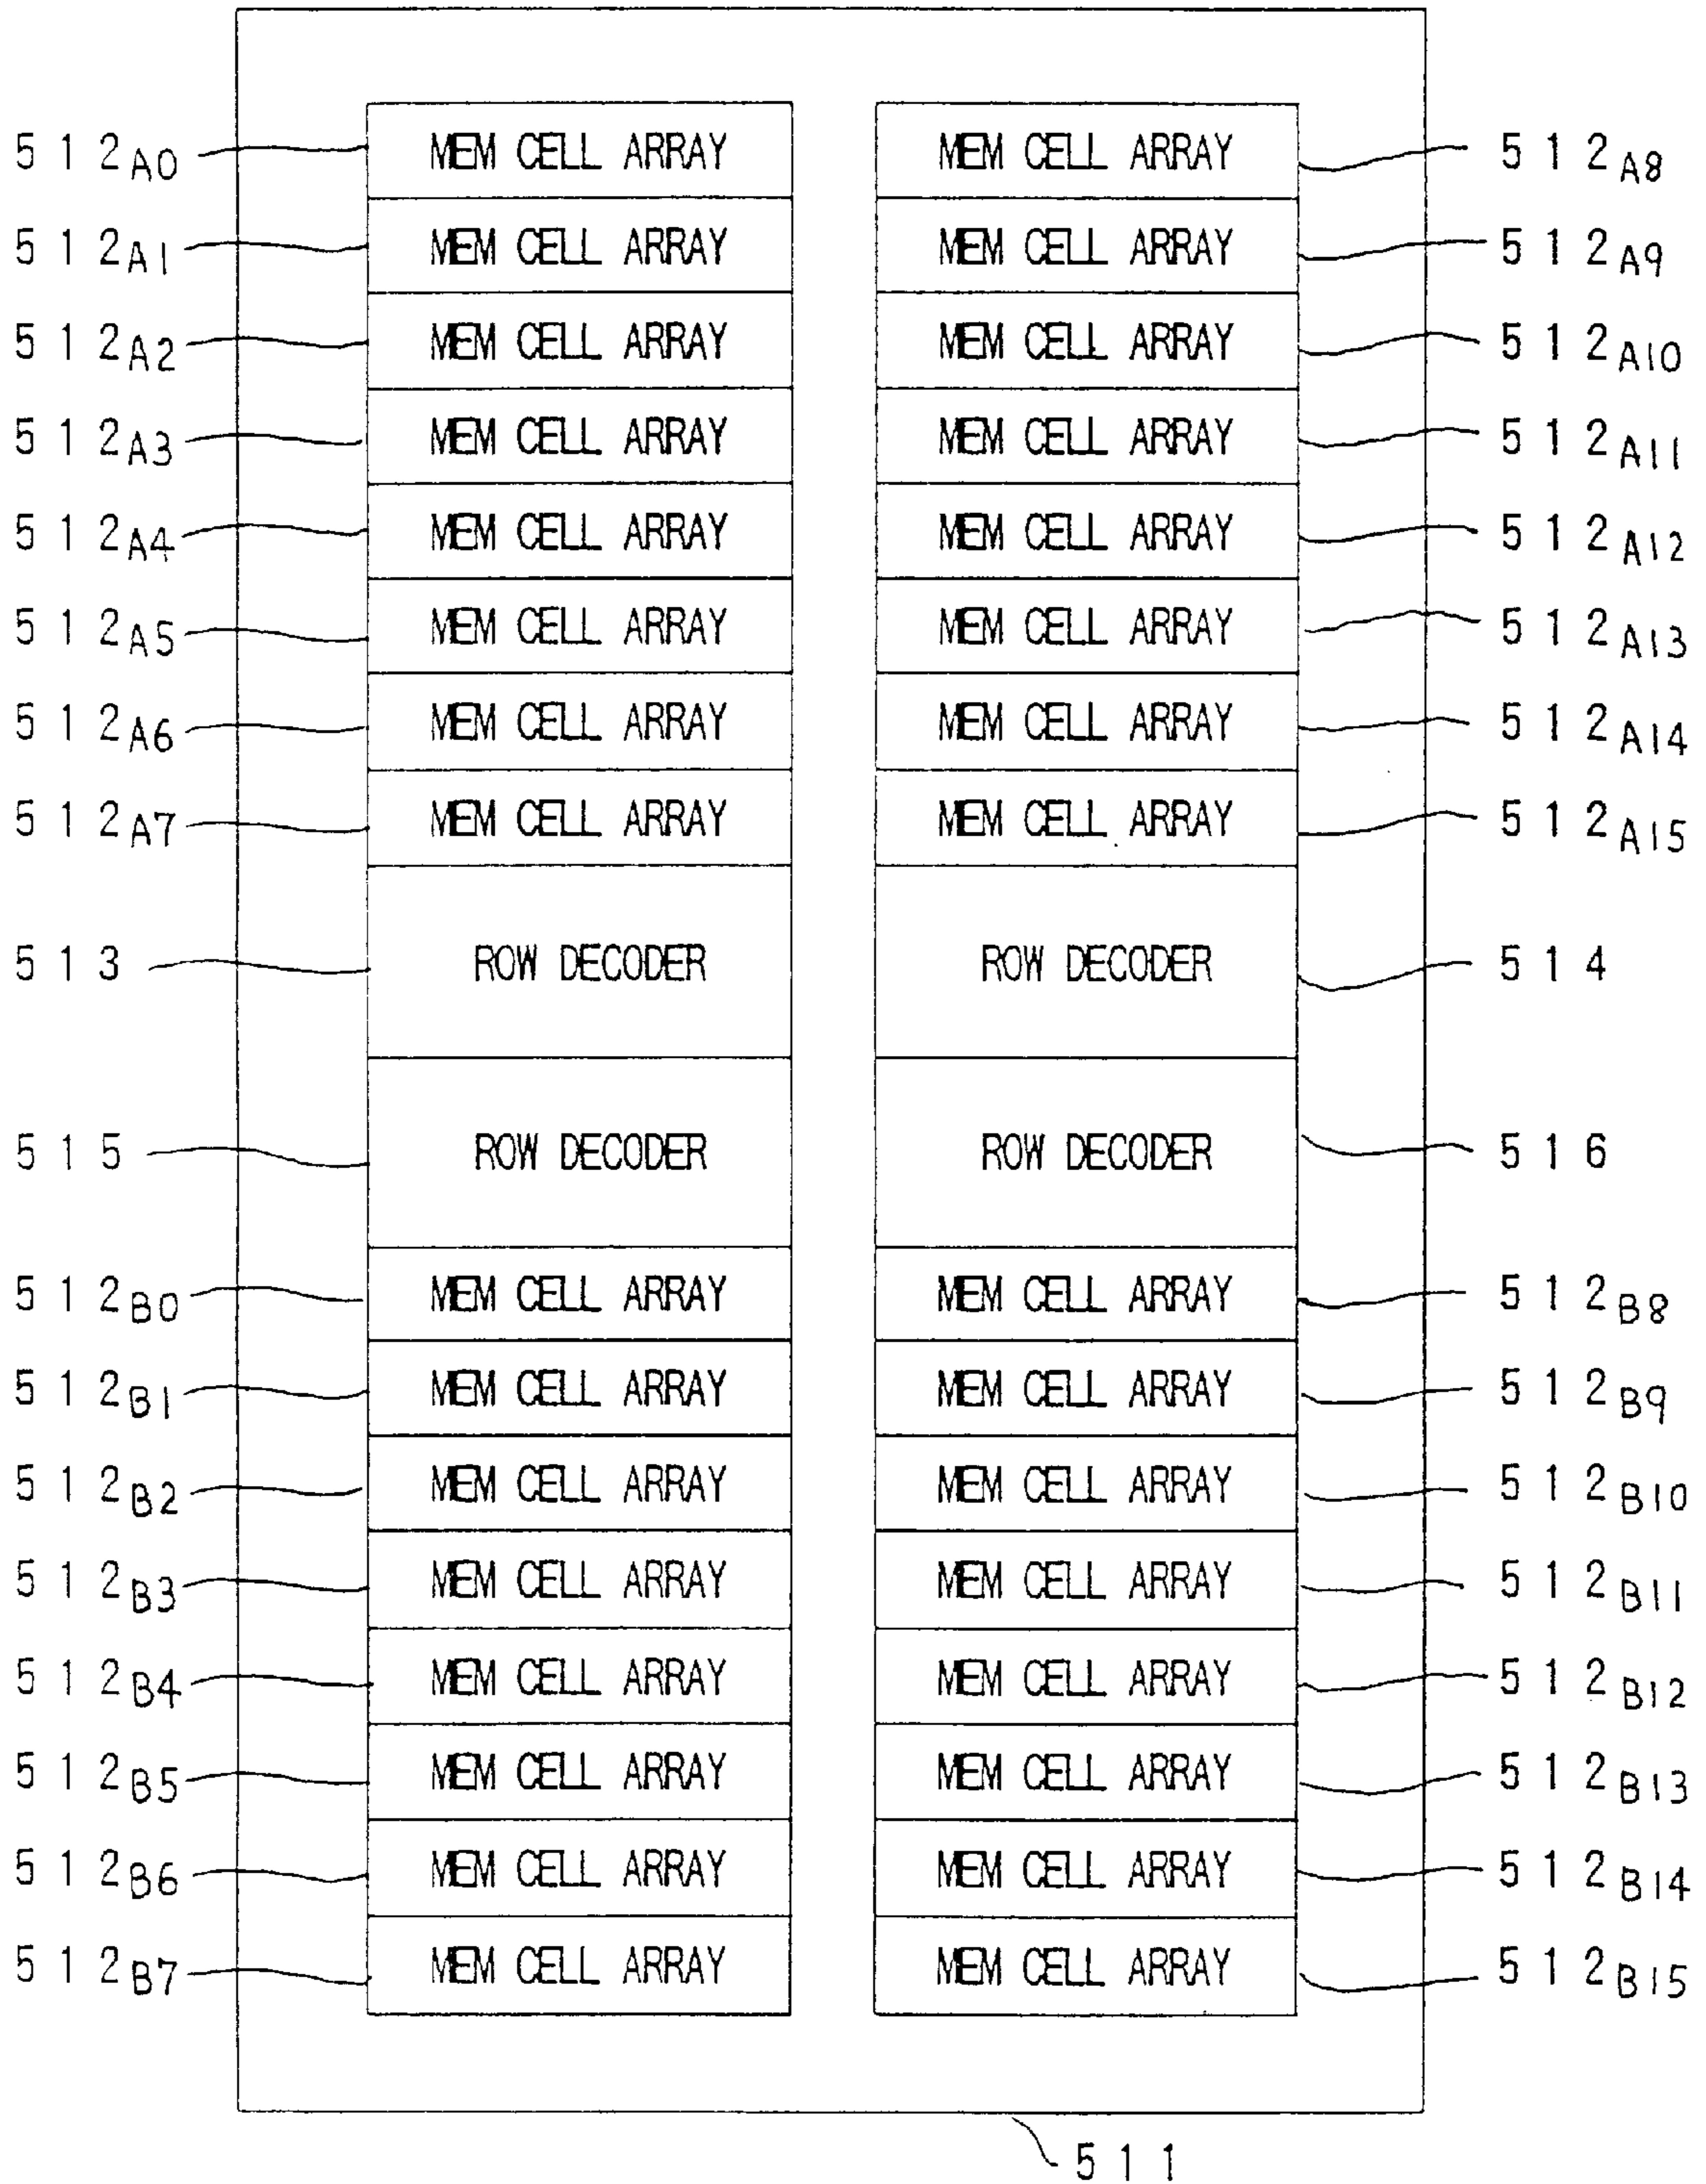 512A0 MEM CELL ARRAY MEM CELL ARRAY 512A8
512A1 MEM CELL ARRAY MEM CELL ARRAY 512A9
512A2 MEM CELL ARRAY MEM CELL ARRAY 512A10
512A3 MEM CELL ARRAY MEM CELL ARRAY 512A11
512A4 MEM CELL ARRAY MEM CELL ARRAY 512A12
512A5 MEM CELL ARRAY MEM CELL ARRAY 512A13
512A6 MEM CELL ARRAY MEM CELL ARRAY 512A14
512A7 MEM CELL ARRAY MEM CELL ARRAY 512A15
513 ROW DECODER ROW DECODER 514
515 ROW DECODER ROW DECODER 516
512B0 MEM CELL ARRAY MEM CELL ARRAY 512B8
512B1 MEM CELL ARRAY MEM CELL ARRAY 512B9
512B2 MEM CELL ARRAY MEM CELL ARRAY 512B10
512B3 MEM CELL ARRAY MEM CELL ARRAY 512B11
512B4 MEM CELL ARRAY MEM CELL ARRAY 512B12
512B5 MEM CELL ARRAY MEM CELL ARRAY 512B13
512B6 MEM CELL ARRAY MEM CELL ARRAY 512B14
512B7 MEM CELL ARRAY MEM CELL ARRAY 512B15
511